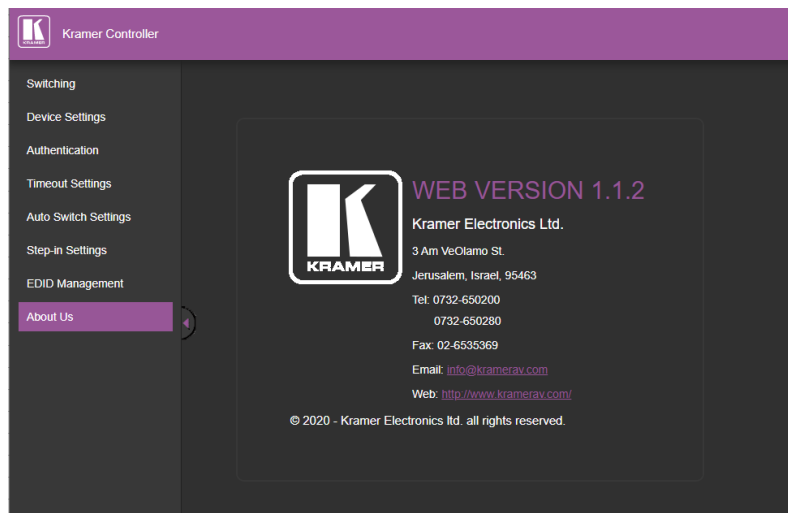 KRAMER
Kramer Controller
Switching
Device Settings
Authentication
Timeout Settings
Auto Switch Settings
Step-in Settings
EDID Management
About Us
KRAMER
WEB VERSION 1.1.2
Kramer Electronics Ltd.
3 Am VeOlamo St.
Jerusalem, Israel, 95463
Tel: 0732-650200
0732-650280
Fax: 02-6535369
Email: info@kramerav.com
Web: http://www.kramerav.com/
© 2020 - Kramer Electronics ltd. all rights reserved.